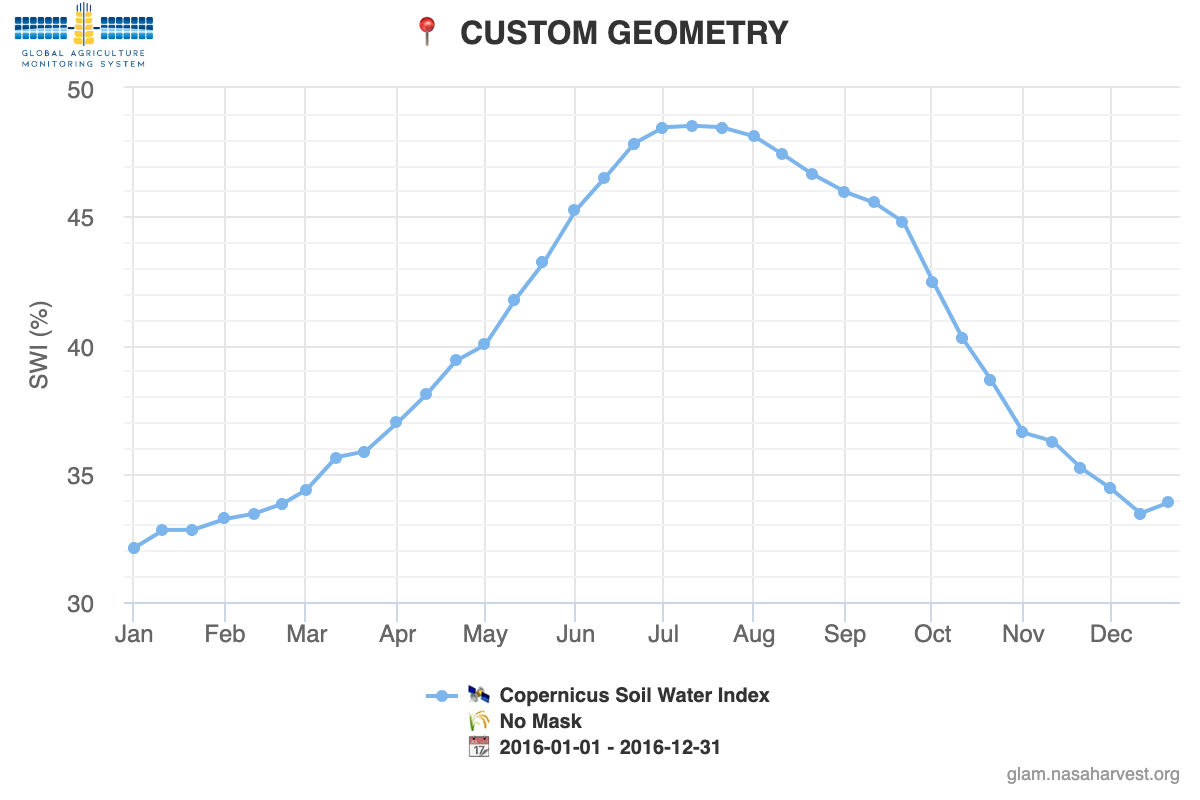 GLOBAL AGRICULTURE
MONITORING SYSTEM
CUSTOM GEOMETRY
50
45
40
35
30
SWI (%)
Jan Feb Mar Apr May Jun Jul Aug Sep Oct Nov Dec
Copernicus Soil Water Index
No Mask
17
2016-01-01 - 2016-12-31
glam.nasaharvest.org